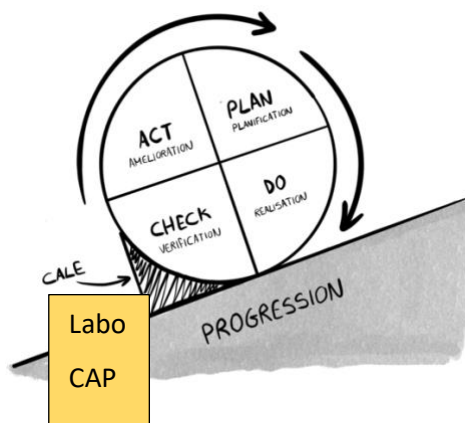 PLAN
PLANIFICATION
ACT
AMELIORATION
DO
REALISATION
CHECK
VERIFICATION
CALE
PROGRESSION
Labo
CAP